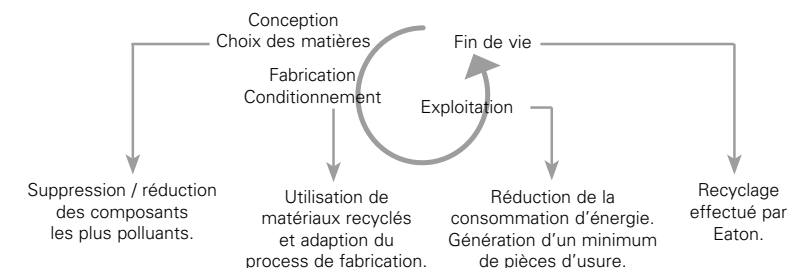 Conception
Choix des matières
Fin de vie
Fabrication
Conditionnement
Exploitation
Suppression / réduction
des composants
les plus polluants.
Utilisation de
matériaux recyclés
et adaption du
process de fabrication.
Réduction de la
consommation d'énergie.
Génération d'un minimum
de pièces d'usure.
Recyclage
effectué par
Eaton.